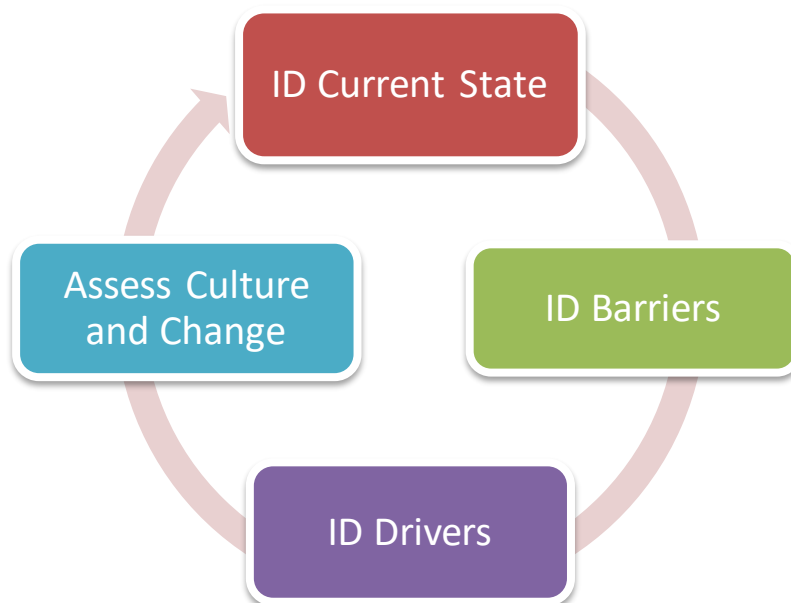 ID Current State
ID Barriers
ID Drivers
Assess Culture
and Change